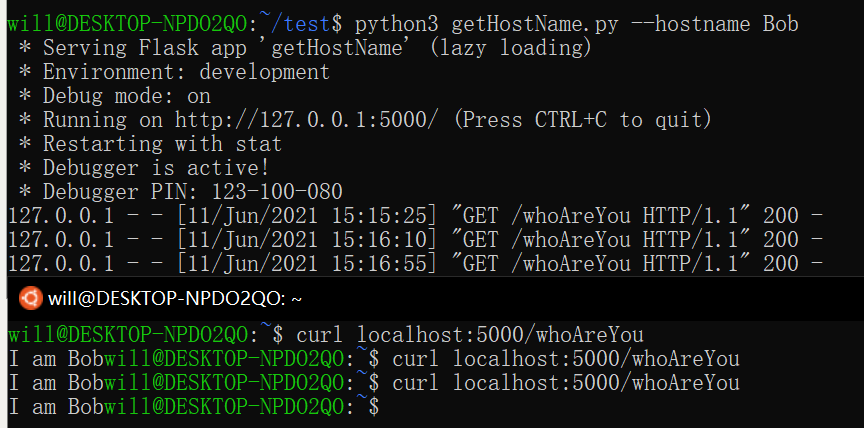 will@DESKTOP-NPDO2QO:~/test$ python3 getHostName.py --hostname Bob
* Serving Flask app 'getHostName' (lazy loading)
* Environment: development
* Debug mode: on
* Running on http://127.0.0.1:5000/ (Press CTRL+C to quit)
* Restarting with stat
* Debugger is active!
* Debugger PIN: 123-100-080
127.0.0.1 - - [11/Jun/2021 15:15:25] "GET /whoAreYou HTTP/1.1" 200 -
127.0.0.1 - - [11/Jun/2021 15:16:10] "GET /whoAreYou HTTP/1.1" 200 -
127.0.0.1 - - [11/Jun/2021 15:16:55] "GET /whoAreYou HTTP/1.1" 200 -
will@DESKTOP-NPDO2QO: ~
will@DESKTOP-NPDO2QO:~$ curl localhost:5000/whoAreYou
I am Bobwill@DESKTOP-NPDO2QO:~$ curl localhost:5000/whoAreYou
I am Bobwill@DESKTOP-NPDO2QO:~$ curl localhost:5000/whoAreYou
I am Bobwill@DESKTOP-NPDO2QO:~$